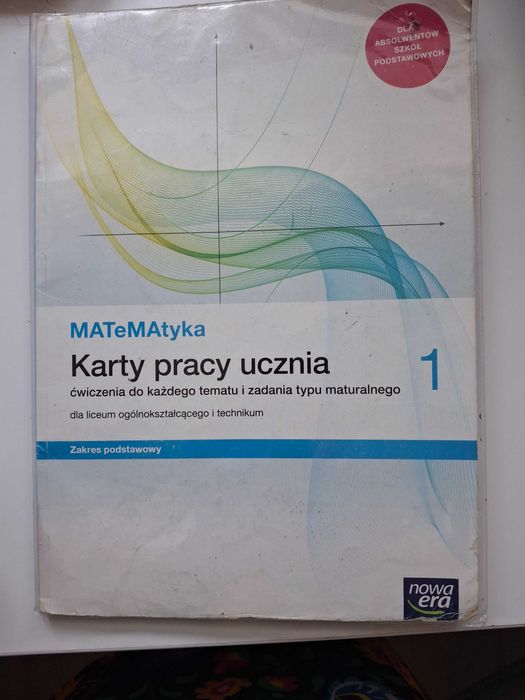 DLA
ABSOLWENTÓW
SZKÓŁ
PODSTAWOWYCH
MATeMAtyka
Karty pracy ucznia 1
ćwiczenia do każdego tematu i zadania typu maturalnego
dla liceum ogólnokształcącego i technikum
Zakres podstawowy
nowa
era